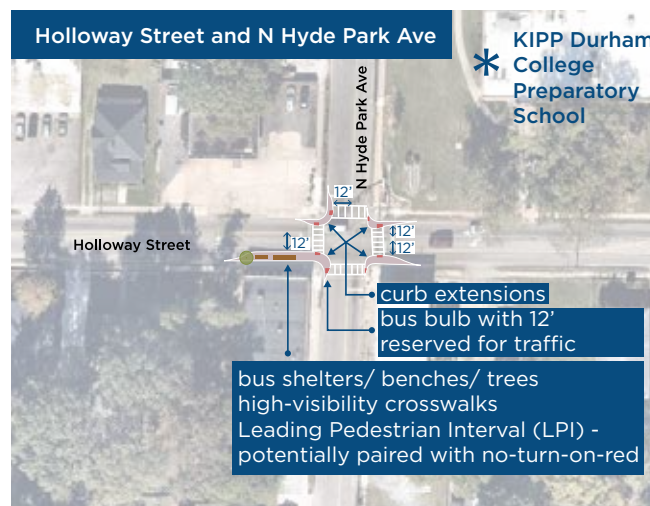 Holloway Street and N Hyde Park Ave
KIPP Durham
College
Preparatory
School
N Hyde Park Ave
12'
12'
12'
12'
Holloway Street
curb extensions
bus bulb with 12'
reserved for traffic
bus shelters/ benches/ trees
high-visibility crosswalks
Leading Pedestrian Interval (LPI) -
potentially paired with no-turn-on-red